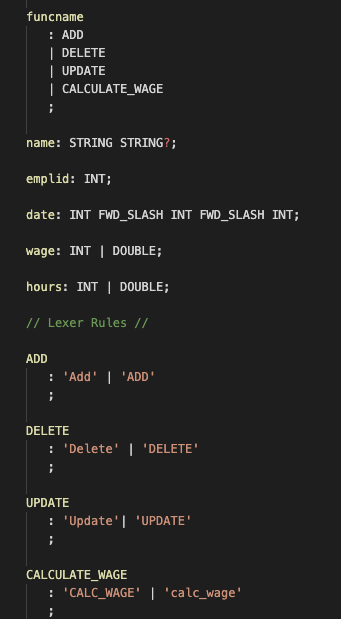 funcname
: ADD
| DELETE
| UPDATE
| CALCULATE_WAGE
;
name: STRING STRING?;
emplid: INT;
date: INT FWD_SLASH INT FWD_SLASH INT;
wage: INT | DOUBLE;
hours: INT | DOUBLE;
// Lexer Rules //
ADD
: 'Add' | 'ADD'
;
DELETE
: 'Delete' | 'DELETE'
;
UPDATE
: 'Update'| 'UPDATE'
;
CALCULATE_WAGE
: 'CALC_WAGE' | 'calc_wage'
;